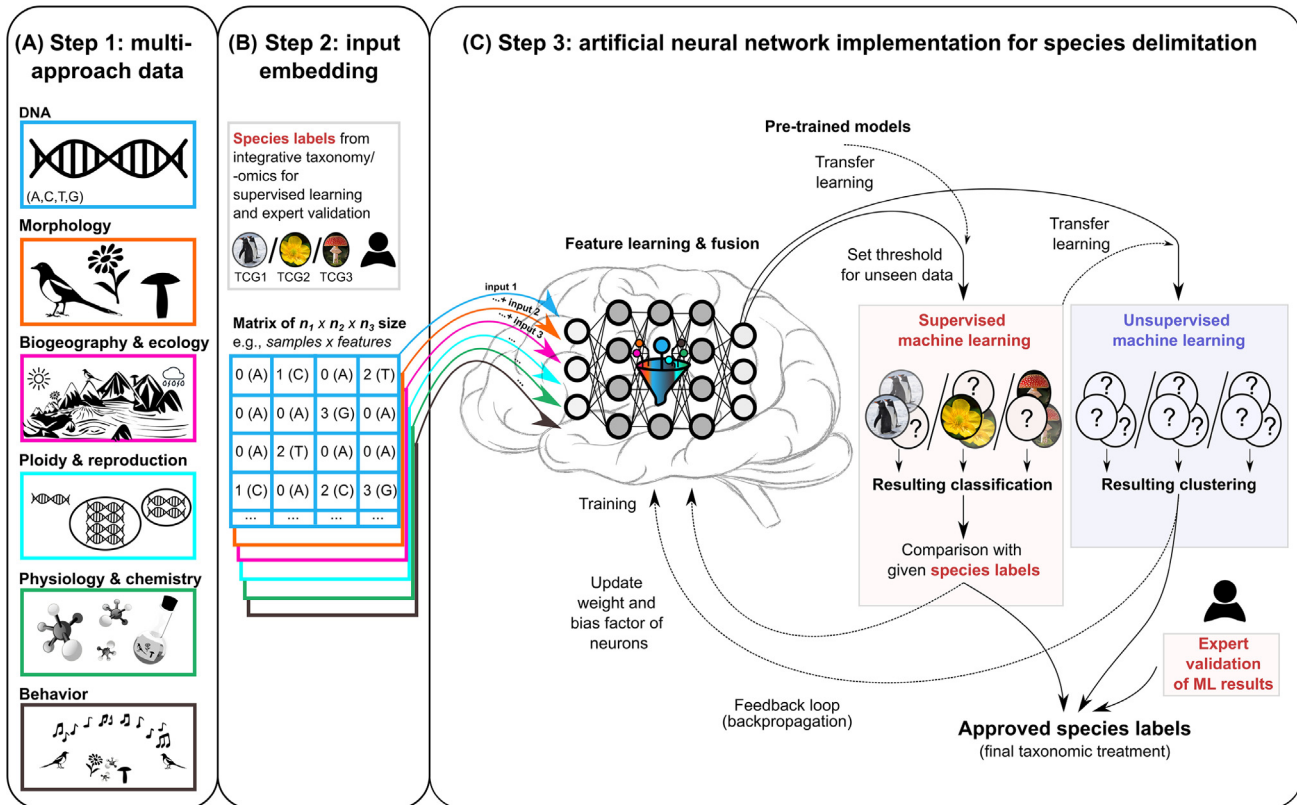 (A) Step 1: multi-
approach data
DNA
(A,C,T,G)
Morphology
Biogeography & ecology
Ploidy & reproduction
Physiology & chemistry
Behavior
(B) Step 2: input
embedding
Species labels from
integrative taxonomy/
-omics for
supervised learning
and expert validation
/ /
TCG1 TCG2 TCG3
Matrix of n₁ x n₂ x n₃ size
e.g., samples x features
0 (A) 1 (C) 0 (A) 2 (T)
0 (A) 0 (A) 3 (G) 0 (A)
0 (A) 2 (T) 0 (A) 0 (A)
1 (C) 0 (A) 2 (C) 3 (G)
... ... ... ...
(C) Step 3: artificial neural network implementation for species delimitation
input 1
...+ input 2
...+ input 3
...
...
...
Feature learning & fusion
Pre-trained models
Transfer
learning
Set threshold
for unseen data
Transfer
learning
Supervised
machine learning
? / ? / ?
? ? ?
Resulting classification
Comparison with
given species labels
Unsupervised
machine learning
? / ? / ?
? ? ?
? ? ?
Resulting clustering
Training
Update
weight and
bias factor of
neurons
Feedback loop
(backpropagation)
Expert
validation
of ML results
Approved species labels
(final taxonomic treatment)